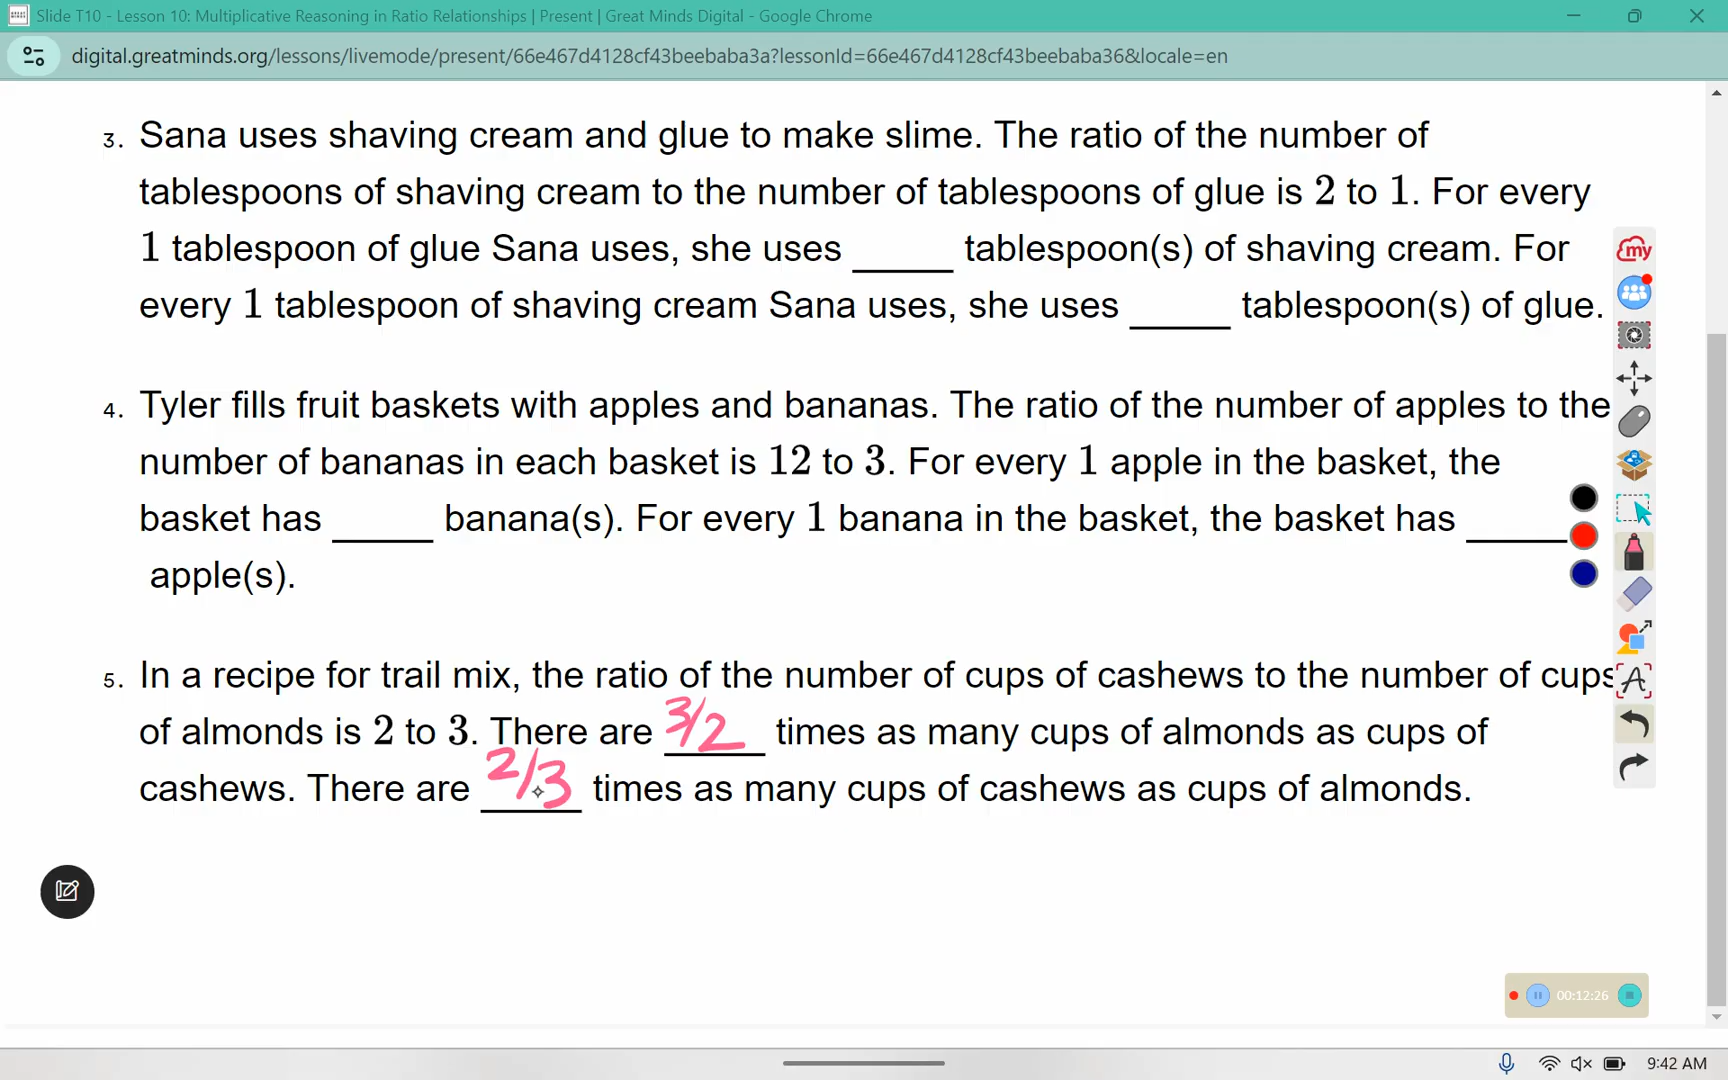 Slide T10 - Lesson 10: Multiplicative Reasoning in Ratio Relationships | Present | Great Minds Digital - Google Chrome
digital.greatminds.org/lessons/livemode/present/66e467d4128cf43beebaba3a?lessonId=66e467d4128cf43beebaba36&locale=en
3. Sana uses shaving cream and glue to make slime. The ratio of the number of
tablespoons of shaving cream to the number of tablespoons of glue is 2 to 1. For every
1 tablespoon of glue Sana uses, she uses _____ tablespoon(s) of shaving cream. For
every 1 tablespoon of shaving cream Sana uses, she uses _____ tablespoon(s) of glue.
my
4. Tyler fills fruit baskets with apples and bananas. The ratio of the number of apples to the
number of bananas in each basket is 12 to 3. For every 1 apple in the basket, the
basket has _____ banana(s). For every 1 banana in the basket, the basket has _____
apple(s).
5. In a recipe for trail mix, the ratio of the number of cups of cashews to the number of cups
of almonds is 2 to 3. There are 3/2 times as many cups of almonds as cups of
cashews. There are 2/3 times as many cups of cashews as cups of almonds.
A
00:12:26
9:42 AM